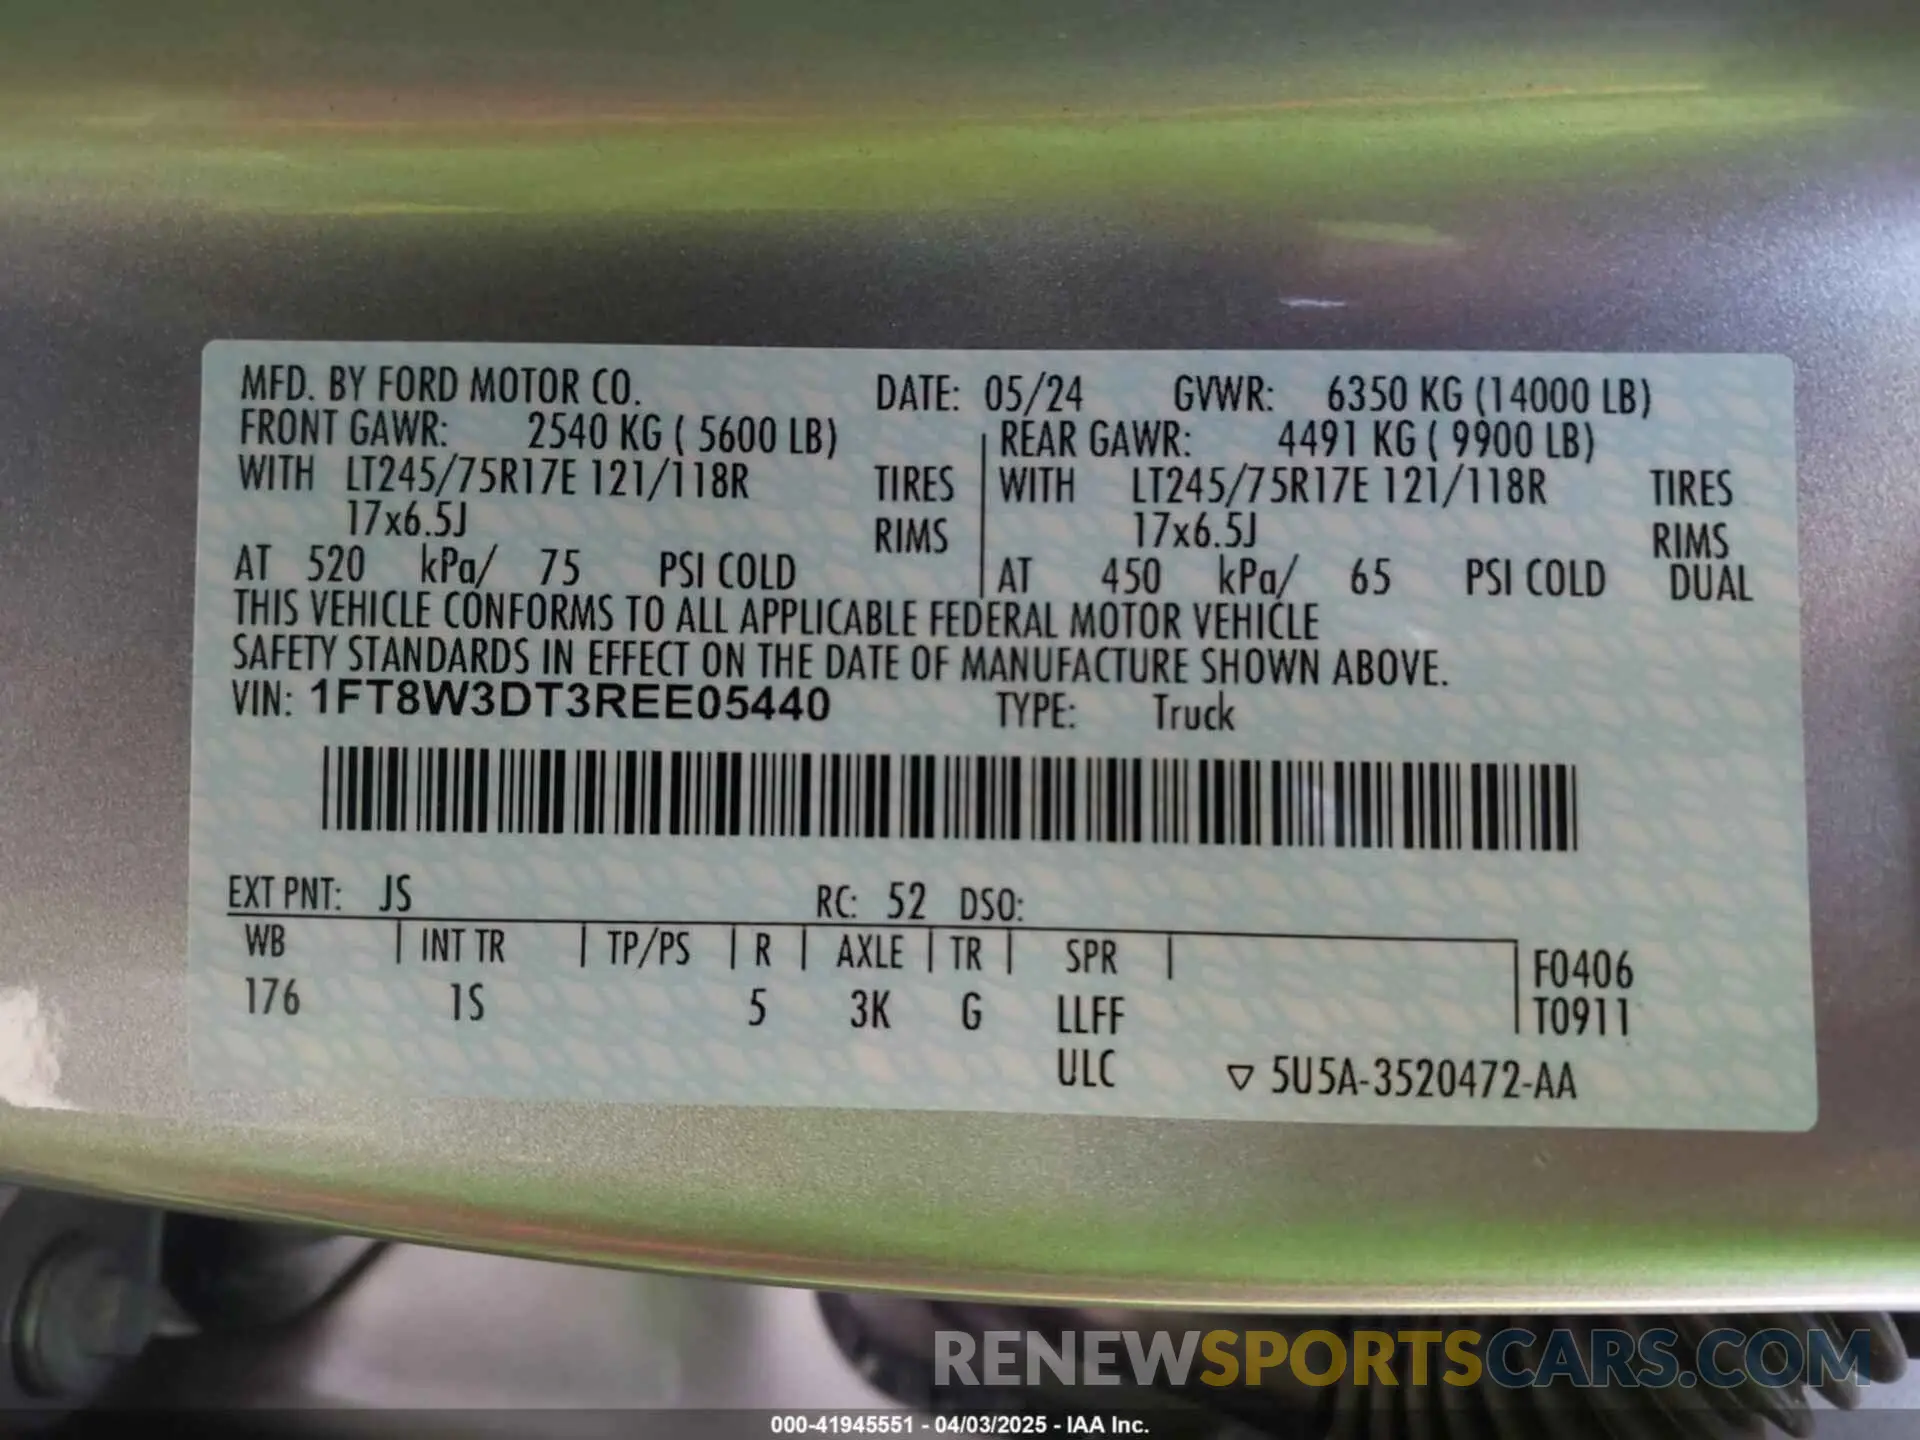 MFD. BY FORD MOTOR CO. DATE: 05/24 GVWR: 6350 KG (14000 LB)
FRONT GAWR: 2540 KG ( 5600 LB) REAR GAWR: 4491 KG ( 9900 LB)
WITH LT245/75R17E 121/118R TIRES WITH LT245/75R17E 121/118R TIRES
17x6.5J RIMS 17x6.5J RIMS
AT 520 kPa/ 75 PSI COLD AT 450 kPa/ 65 PSI COLD DUAL
THIS VEHICLE CONFORMS TO ALL APPLICABLE FEDERAL MOTOR VEHICLE
SAFETY STANDARDS IN EFFECT ON THE DATE OF MANUFACTURE SHOWN ABOVE.
VIN: 1FT8W3DT3REE05440 TYPE: Truck
EXT PNT: JS RC: 52 DSO:
WB INT TR TP/PS R AXLE TR SPR F0406
176 1S 5 3K G LLFF T0911
ULC ▽ 5U5A-3520472-AA
RENEWSPORTSCARS.COM
000-41945551 - 04/03/2025 - IAA Inc.